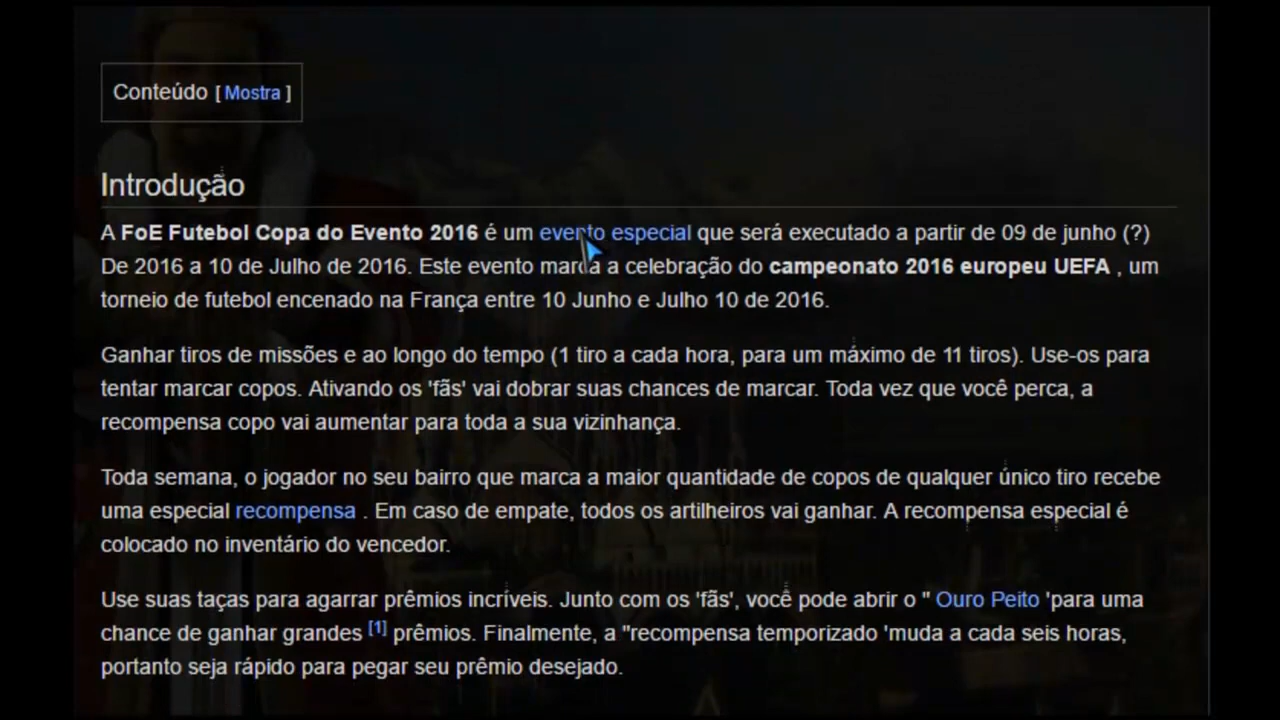 Conteúdo [ Mostra ]
Introdução
A FoE Futebol Copa do Evento 2016 é um evento especial que será executado a partir de 09 de junho (?)
De 2016 a 10 de Julho de 2016. Este evento marca a celebração do campeonato 2016 europeu UEFA , um
torneio de futebol encenado na França entre 10 Junho e Julho 10 de 2016.
Ganhar tiros de missões e ao longo do tempo (1 tiro a cada hora, para um máximo de 11 tiros). Use-os para
tentar marcar copos. Ativando os 'fãs' vai dobrar suas chances de marcar. Toda vez que você perca, a
recompensa copo vai aumentar para toda a sua vizinhança.
Toda semana, o jogador no seu bairro que marca a maior quantidade de copos de qualquer único tiro recebe
uma especial recompensa . Em caso de empate, todos os artilheiros vai ganhar. A recompensa especial é
colocado no inventário do vencedor.
Use suas taças para agarrar prêmios incríveis. Junto com os 'fãs', você pode abrir o " Ouro Peito 'para uma
chance de ganhar grandes [1] prêmios. Finalmente, a "recompensa temporizado 'muda a cada seis horas,
portanto seja rápido para pegar seu prêmio desejado.